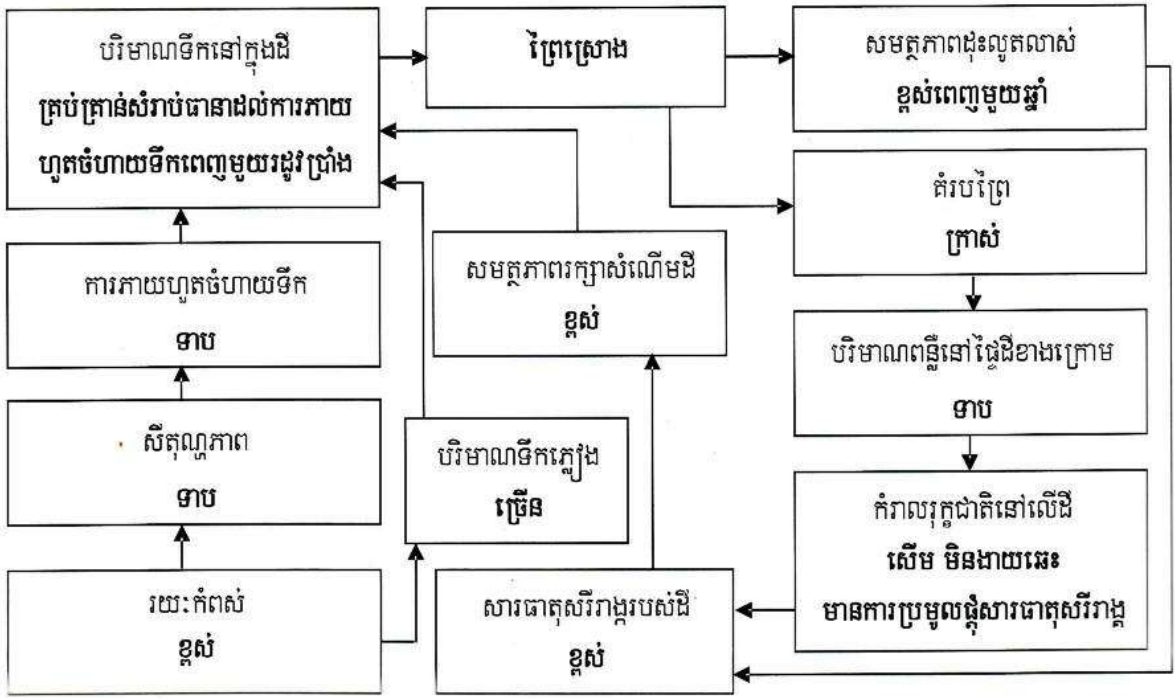 បរិមាណទឹកនៅក្នុងដី
គ្រប់គ្រាន់សំរាប់ធានាដល់ការភាយ
ហួតចំហាយទឹកពេញមួយរដូវប្រាំង
ព្រៃស្រោង
សមត្ថភាពដុះលូតលាស់
ខ្ពស់ពេញមួយឆ្នាំ
គំរបព្រៃ
ក្រាស់
ការភាយហួតចំហាយទឹក
ទាប
សមត្ថភាពរក្សាសំណើមដី
ខ្ពស់
បរិមាណពន្លឺនៅផ្ទៃដីខាងក្រោម
ទាប
សីតុណ្ហភាព
ទាប
បរិមាណទឹកភ្លៀង
ច្រើន
កំរាលរុក្ខជាតិនៅលើដី
សើម មិនងាយឆេះ
មានការប្រមូលផ្តុំសារធាតុសរីរាង្គ
រយៈកំពស់
ខ្ពស់
សារធាតុសរីរាង្គរបស់ដី
ខ្ពស់